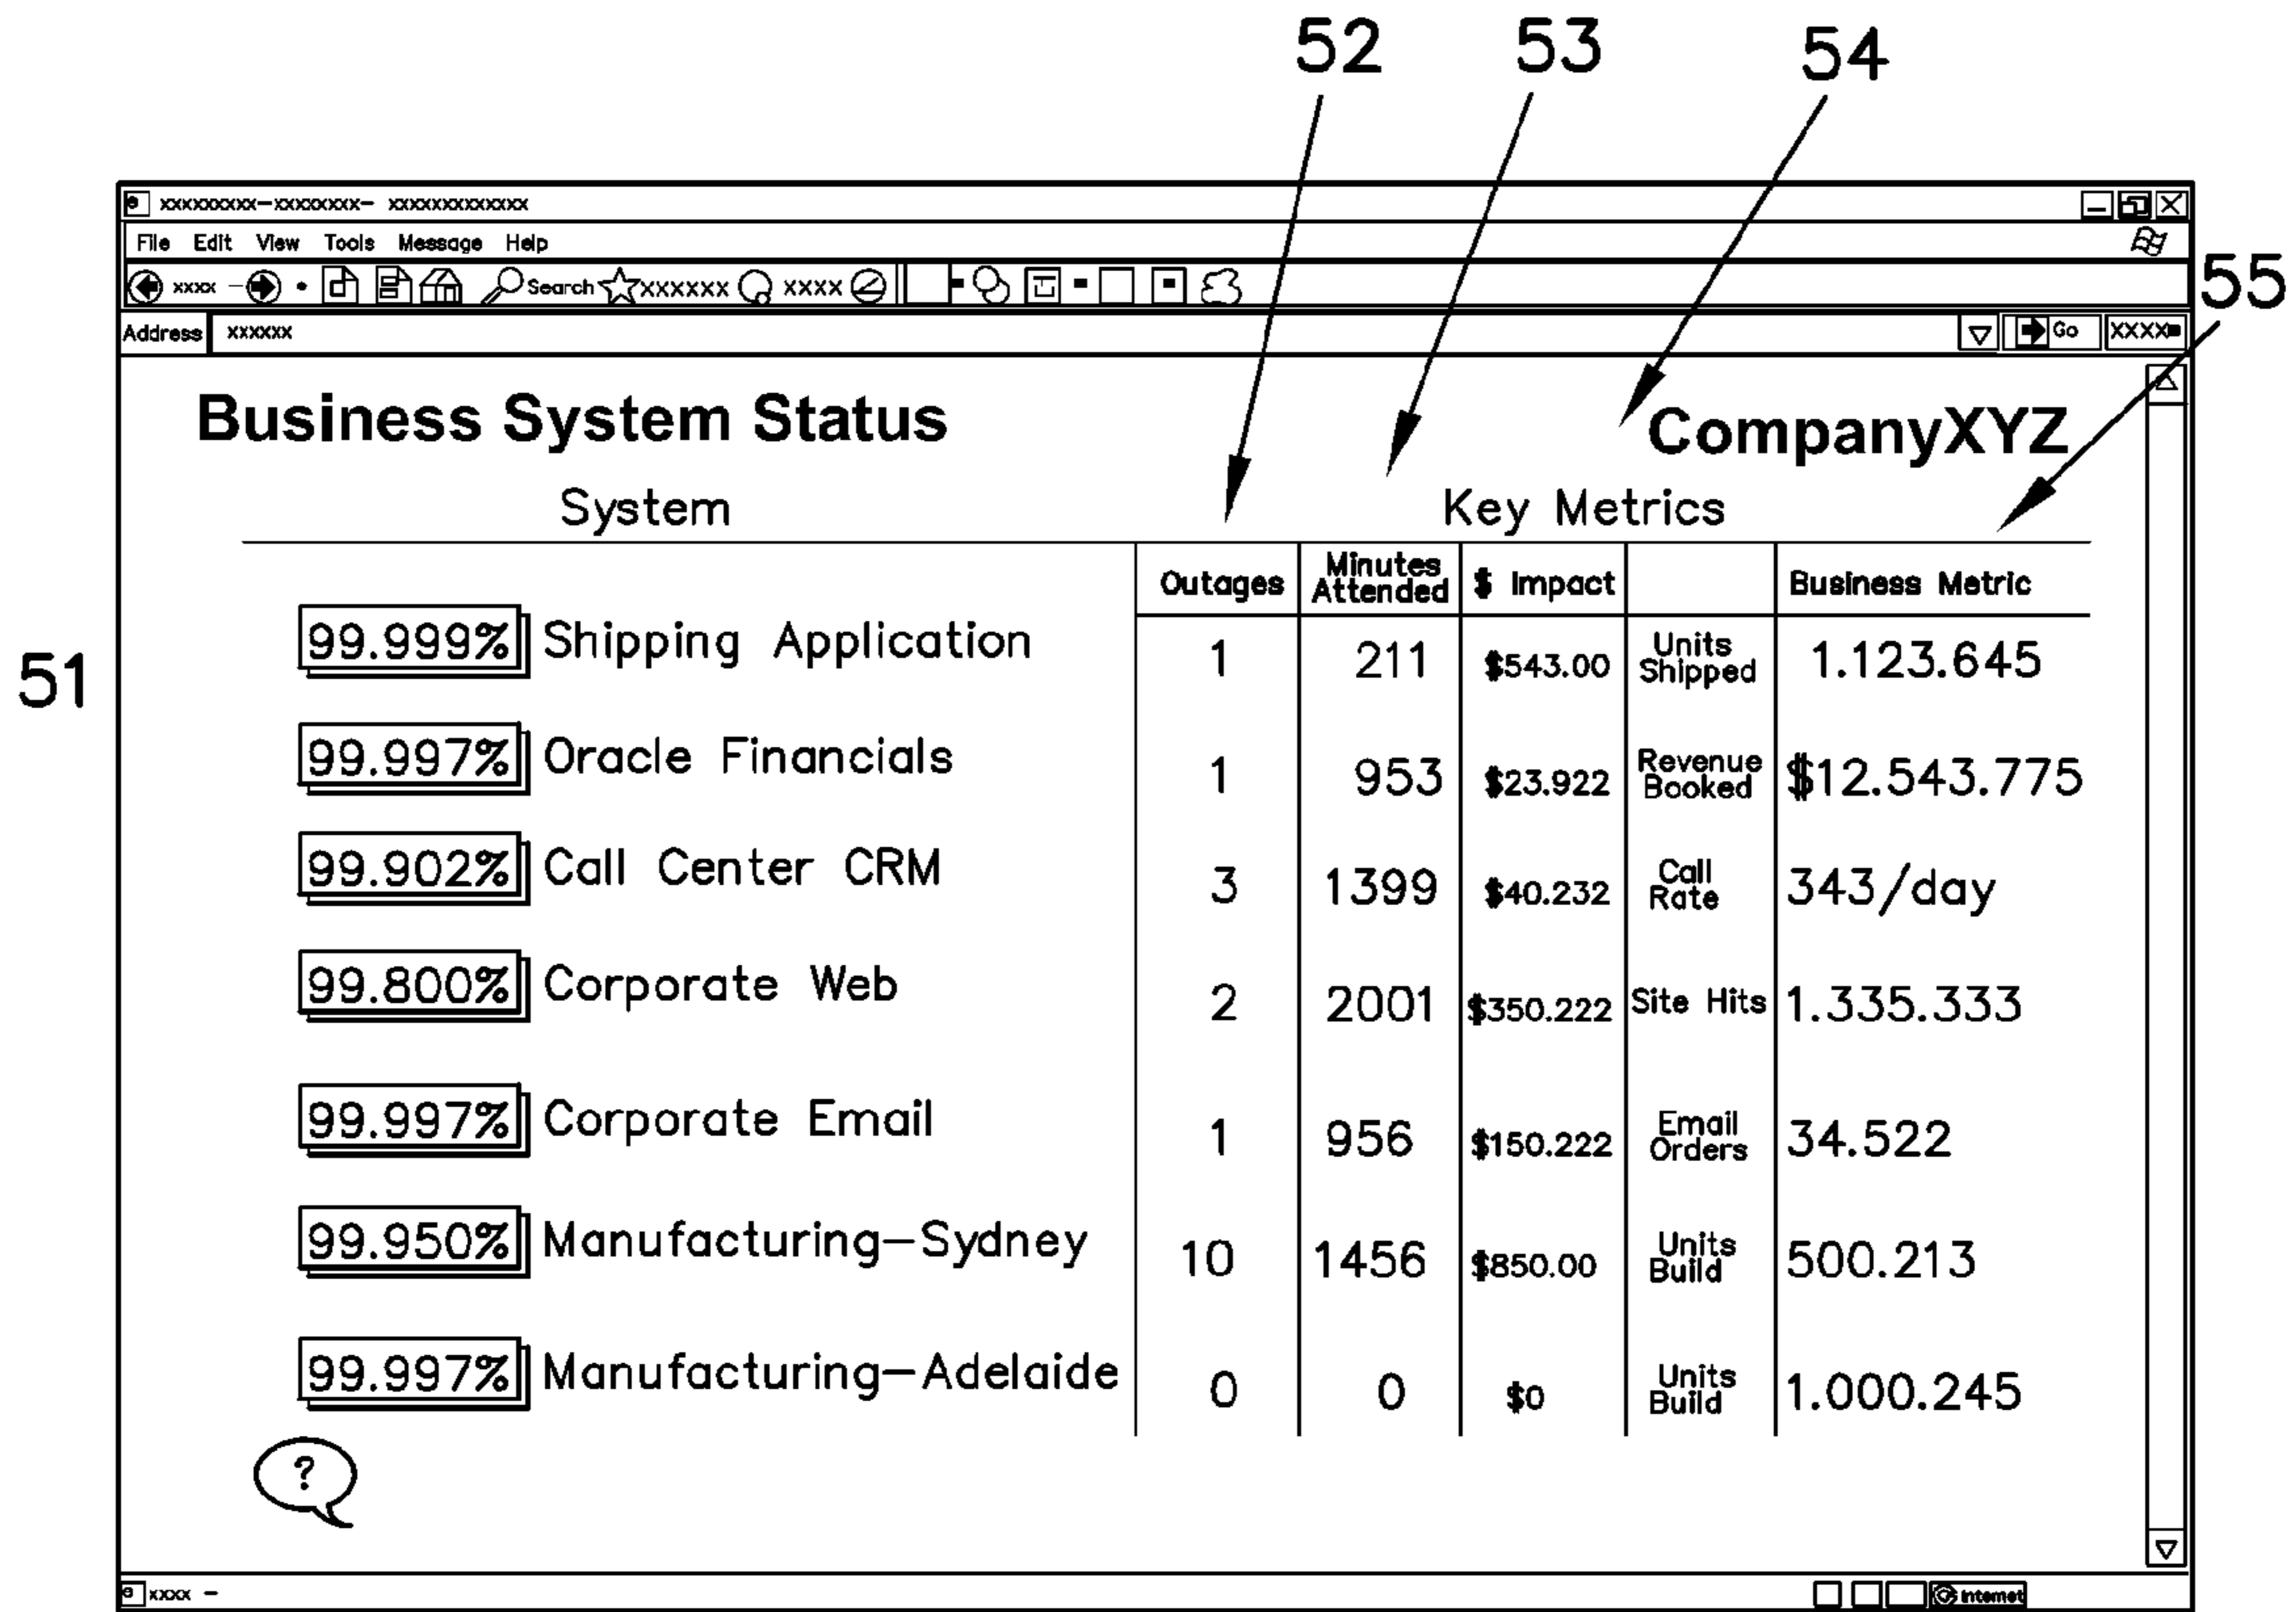 52 53 54
xxxxxxxxx-xxxxxxxx- xxxxxxxxxxxxx
File Edit View Tools Message Help
xxxx - Search xxxxxx xxxx
55
Address xxxxxx Go XXXX
Business System Status CompanyXYZ
System Key Metrics
Outages Minutes Attended $ Impact Business Metric
51
99.999% Shipping Application 1 211 $543.00 Units Shipped 1.123.645
99.997% Oracle Financials 1 953 $23.922 Revenue Booked $12.543.775
99.902% Call Center CRM 3 1399 $40.232 Call Rate 343/day
99.800% Corporate Web 2 2001 $350.222 Site Hits 1.335.333
99.997% Corporate Email 1 956 $150.222 Email Orders 34.522
99.950% Manufacturing-Sydney 10 1456 $850.00 Units Build 500.213
99.997% Manufacturing-Adelaide 0 0 $0 Units Build 1.000.245
?
xxxx - Internet